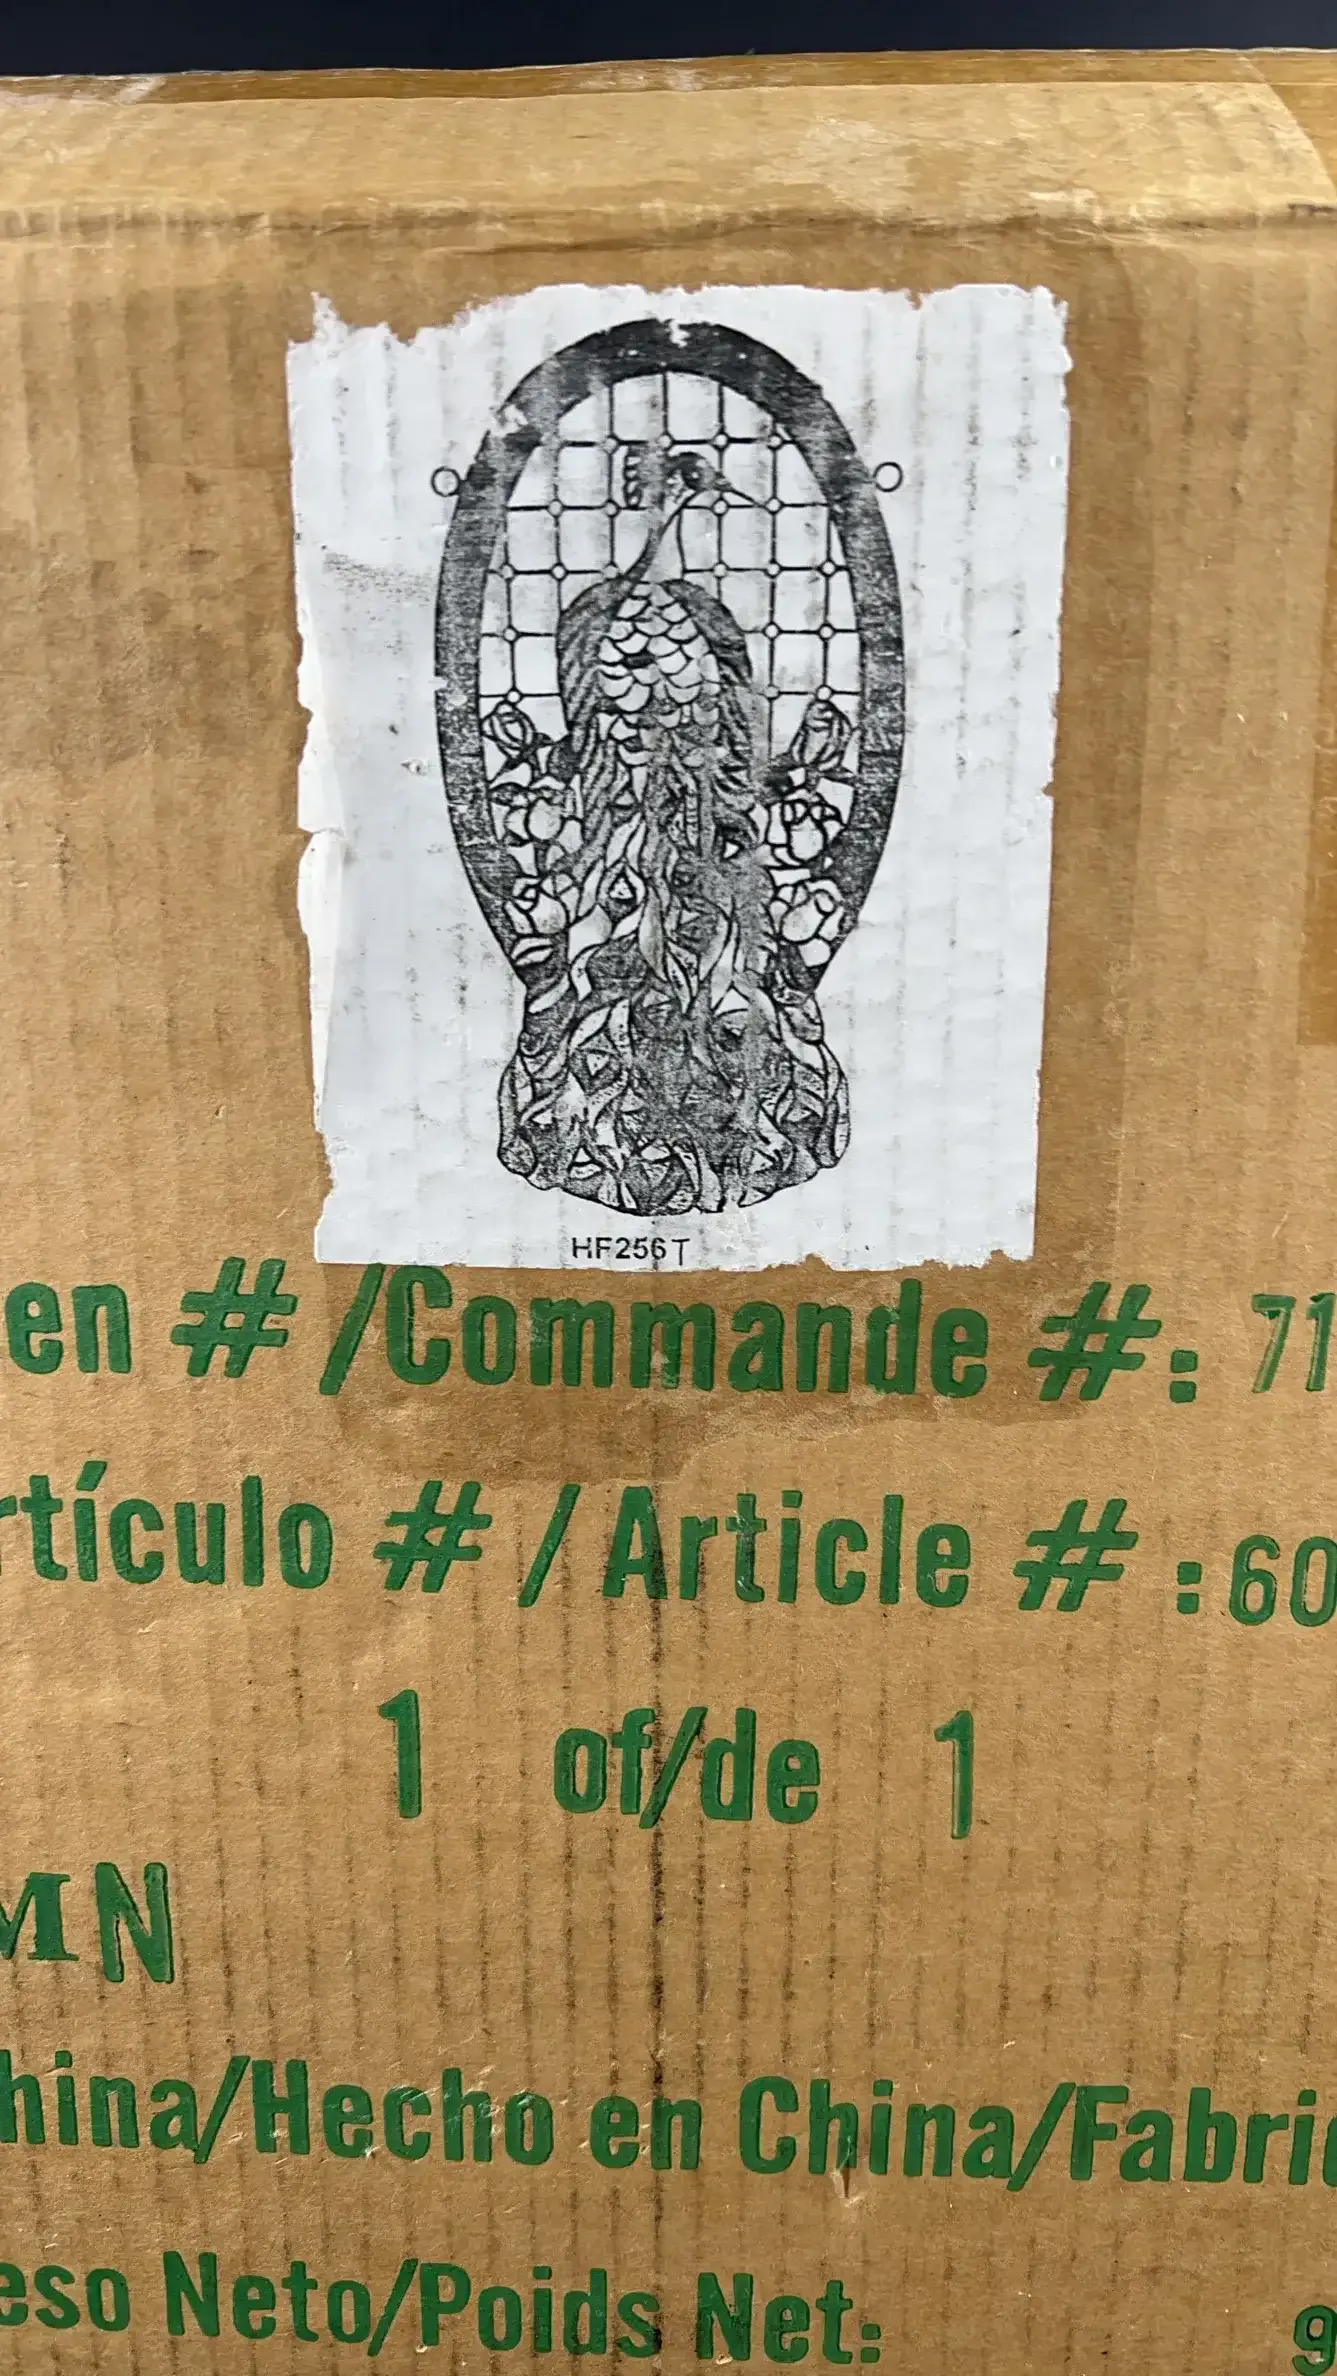 HF256T
en # /Commande #: 71
rtículo # / Article # :60
1 of/de 1
MN
hina/Hecho en China/Fabri
eso Neto/Poids Net: g